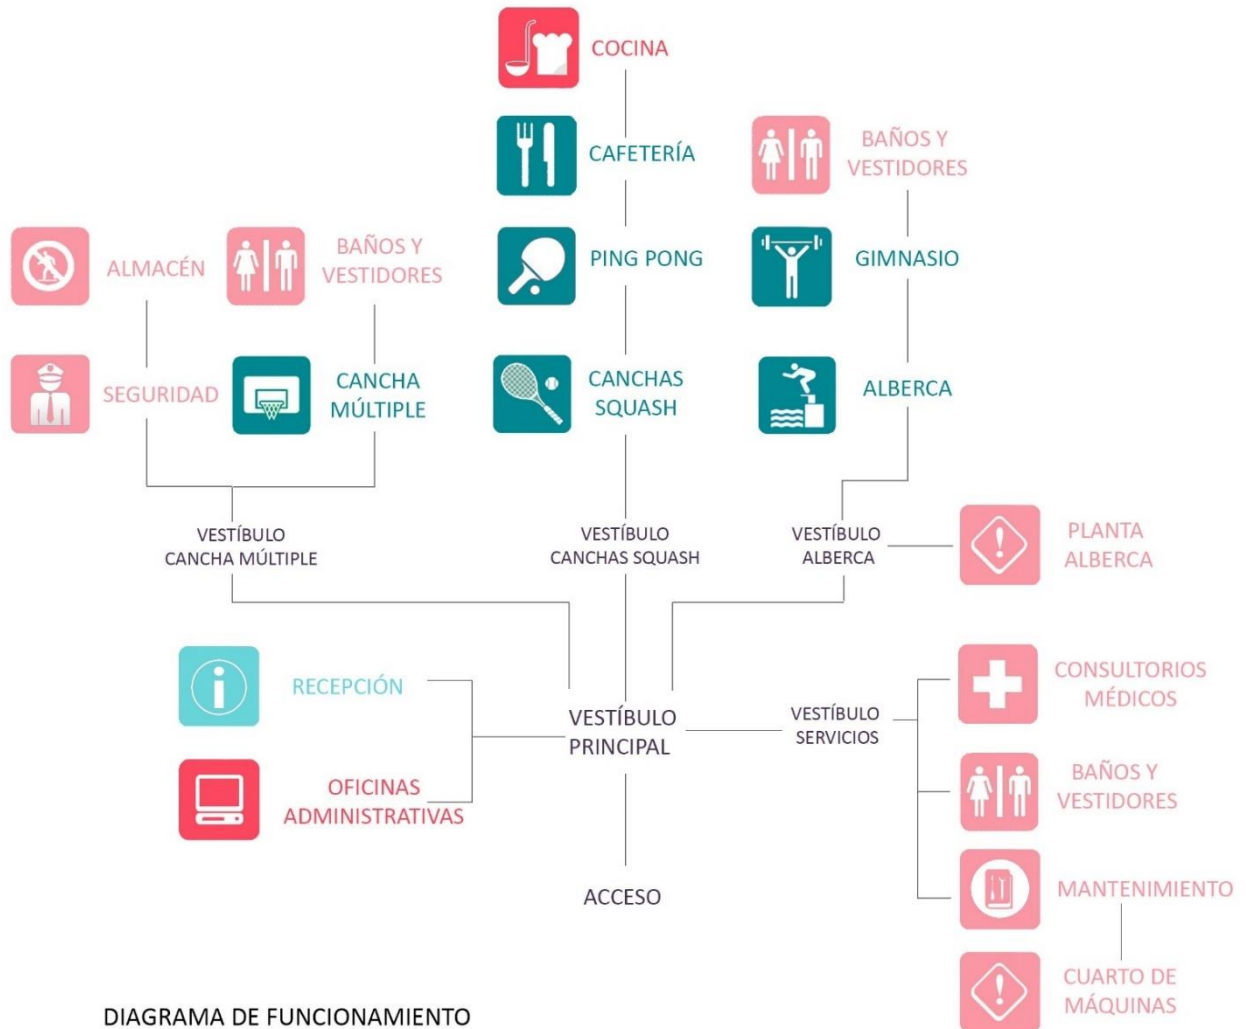 COCINA
CAFETERÍA
BAÑOS Y
VESTIDORES
ALMACÉN
BAÑOS Y
VESTIDORES
PING PONG
GIMNASIO
SEGURIDAD
CANCHA
MÚLTIPLE
CANCHAS
SQUASH
ALBERCA
VESTÍBULO
CANCHA MÚLTIPLE
VESTÍBULO
CANCHAS SQUASH
VESTÍBULO
ALBERCA
PLANTA
ALBERCA
RECEPCIÓN
CONSULTORIOS
MÉDICOS
VESTÍBULO
PRINCIPAL
VESTÍBULO
SERVICIOS
OFICINAS
ADMINISTRATIVAS
BAÑOS Y
VESTIDORES
ACCESO
MANTENIMIENTO
CUARTO DE
MÁQUINAS
DIAGRAMA DE FUNCIONAMIENTO